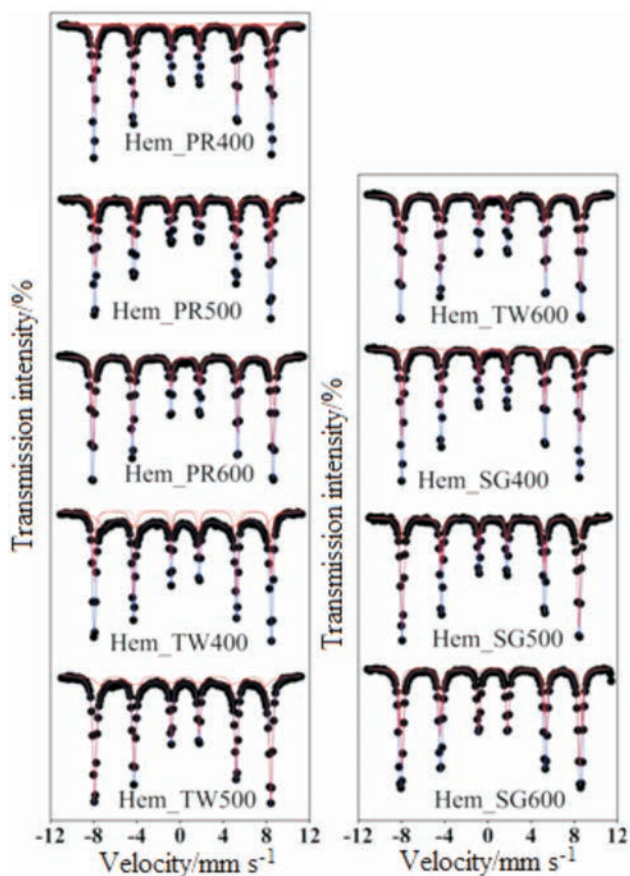 Transmission intensity/%
Hem_PR400
Hem_PR500
Hem_PR600
Hem_TW400
Hem_TW500
-12 -8 -4 0 4 8 12
Velocity/mm s⁻¹
Transmission intensity/%
Hem_TW600
Hem_SG400
Hem_SG500
Hem_SG600
-12 -8 -4 0 4 8 12
Velocity/mm s⁻¹